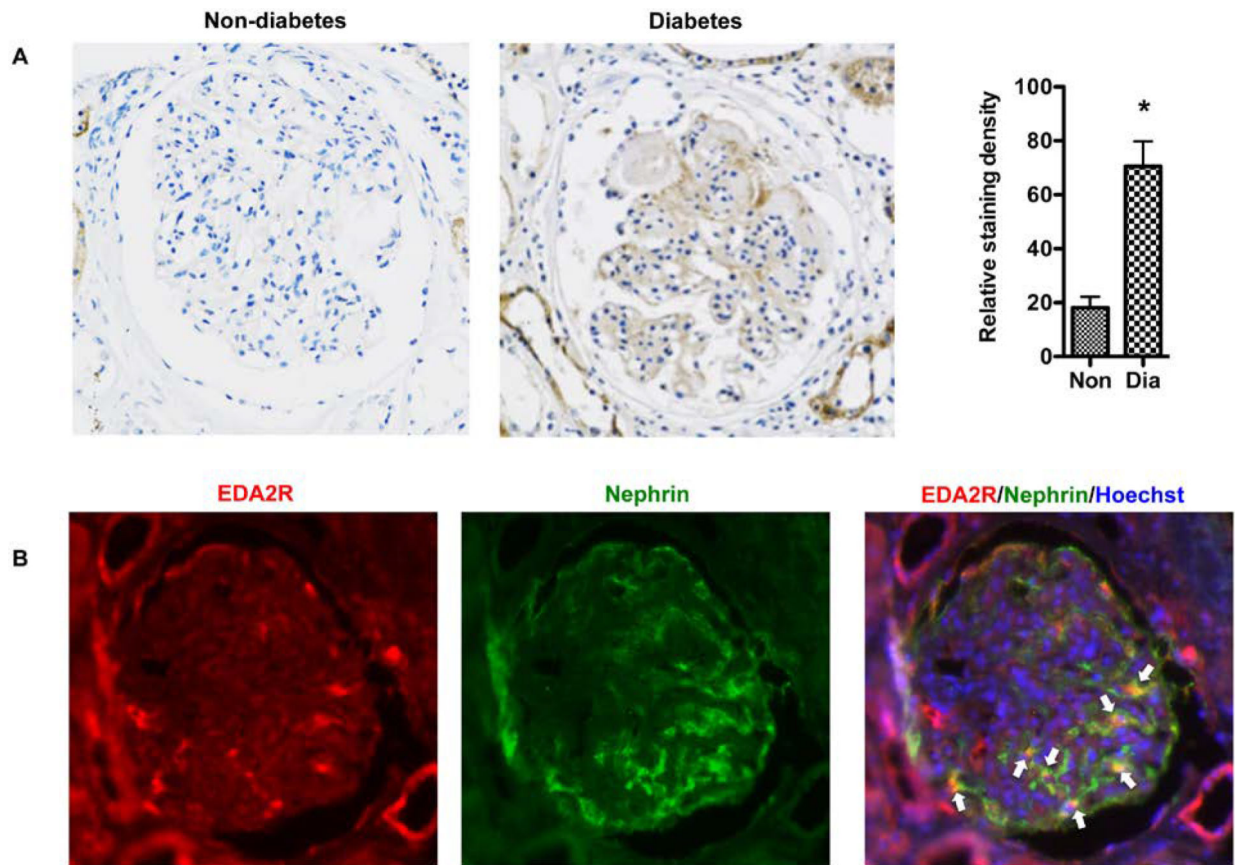 Non-diabetes
Diabetes
A
Relative staining density
100
80
60
40
20
0
*
Non
Dia
EDA2R
Nephrin
EDA2R/Nephrin/Hoechst
B